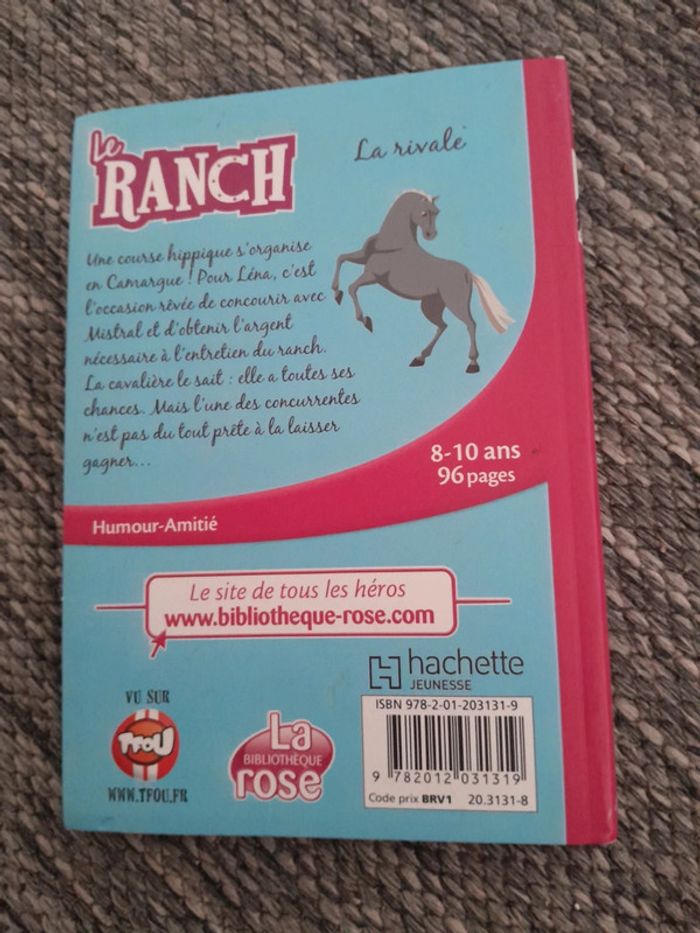 Le
RANCH
La rivale
Une course hippique s'organise
en Camargue ! Pour Léna, c'est
l'occasion rêvée de concourir avec
Mistral et d'obtenir l'argent
nécessaire à l'entretien du ranch.
La cavalière le sait : elle a toutes ses
chances. Mais l'une des concurrentes
n'est pas du tout prête à la laisser
gagner...
8-10 ans
96 pages
Humour-Amitié
Le site de tous les héros
www.bibliotheque-rose.com
hachette
JEUNESSE
VU SUR
TFOU
WWW.TFOU.FR
La
BIBLIOTHÈQUE
rose
ISBN 978-2-01-203131-9
9 782012 031319
Code prix BRV1 20.3131-8